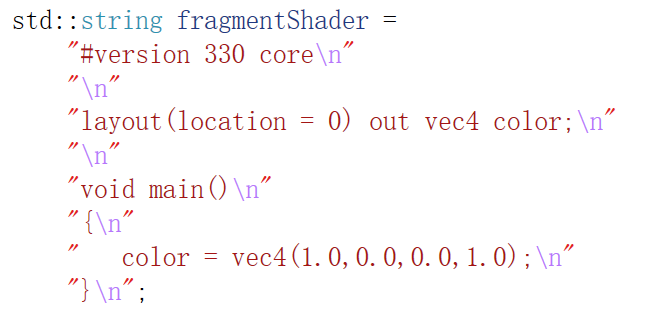 std::string fragmentShader =
    "#version 330 core\n"
    "\n"
    "layout(location = 0) out vec4 color;\n"
    "\n"
    "void main()\n"
    "{\n"
    "   color = vec4(1.0,0.0,0.0,1.0);\n"
    "}\n";